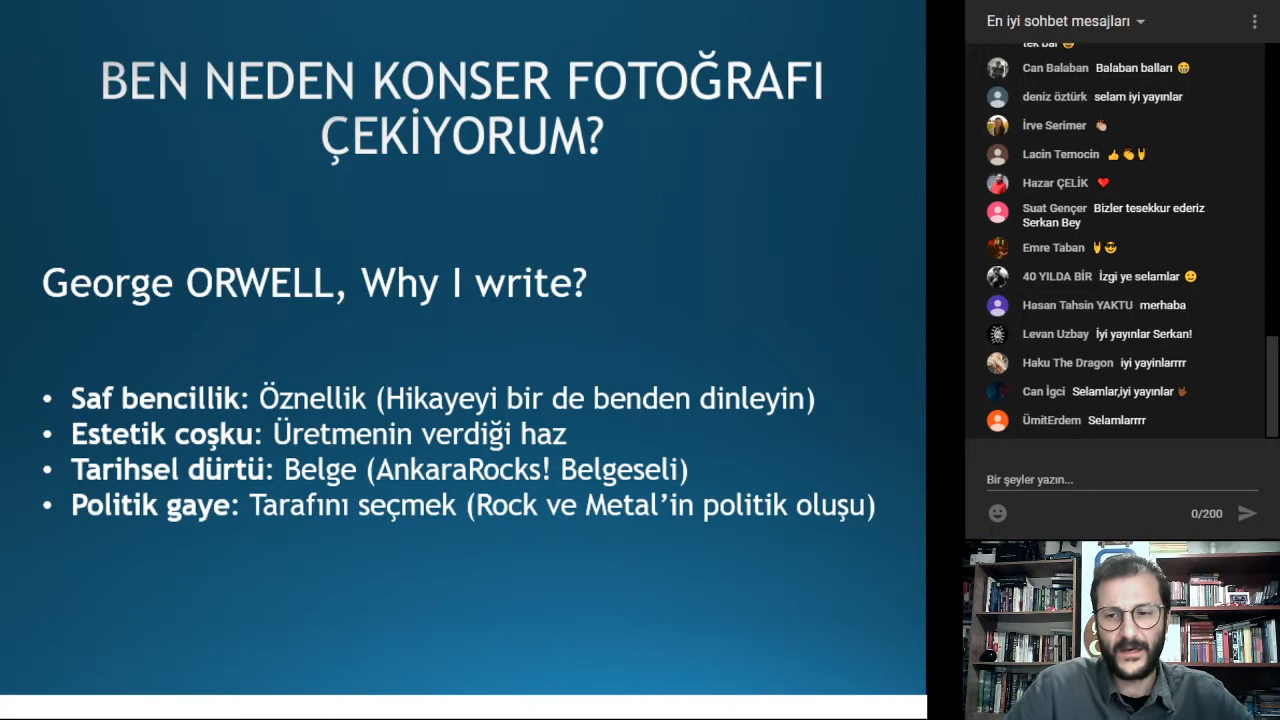 BEN NEDEN KONSER FOTOĞRAFI
ÇEKİYORUM?
George ORWELL, Why I write?
• Saf bencillik: Öznellik (Hikayeyi bir de benden dinleyin)
• Estetik coşku: Üretmenin verdiği haz
• Tarihsel dürtü: Belge (AnkaraRocks! Belgeseli)
• Politik gaye: Tarafını seçmek (Rock ve Metal’in politik oluşu)
En iyi sohbet mesajları
tek bal 😄
Can Balaban Balaban balları 😁
deniz öztürk selam iyi yayınlar
İrve Serimer 👏🏼
Lacin Temocin 👍👏🤘
Hazar ÇELİK ❤️
Suat Gençer Bizler tesekkur ederiz
Serkan Bey
Emre Taban 🤘😎
40 YILDA BİR İzgi ye selamlar 🙂
Hasan Tahsin YAKTU merhaba
Levan Uzbay İyi yayınlar Serkan!
Haku The Dragon iyi yayinlarrrr
Can İgci Selamlar,iyi yayınlar 🤘🏾
ÜmitErdem Selamlarrrr
Bir şeyler yazın...
0/200